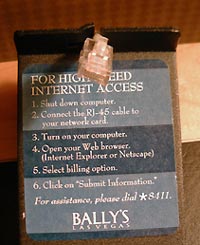 FOR HIGH SPEED
INTERNET ACCESS
1. Shut down computer.
2. Connect the RJ-45 cable to
your network card.
3. Turn on your computer.
4. Open your Web browser.
(Internet Explorer or Netscape)
5. Select billing option.
6. Click on "Submit Information."
For assistance, please dial *8411.
BALLY'S
LAS VEGAS